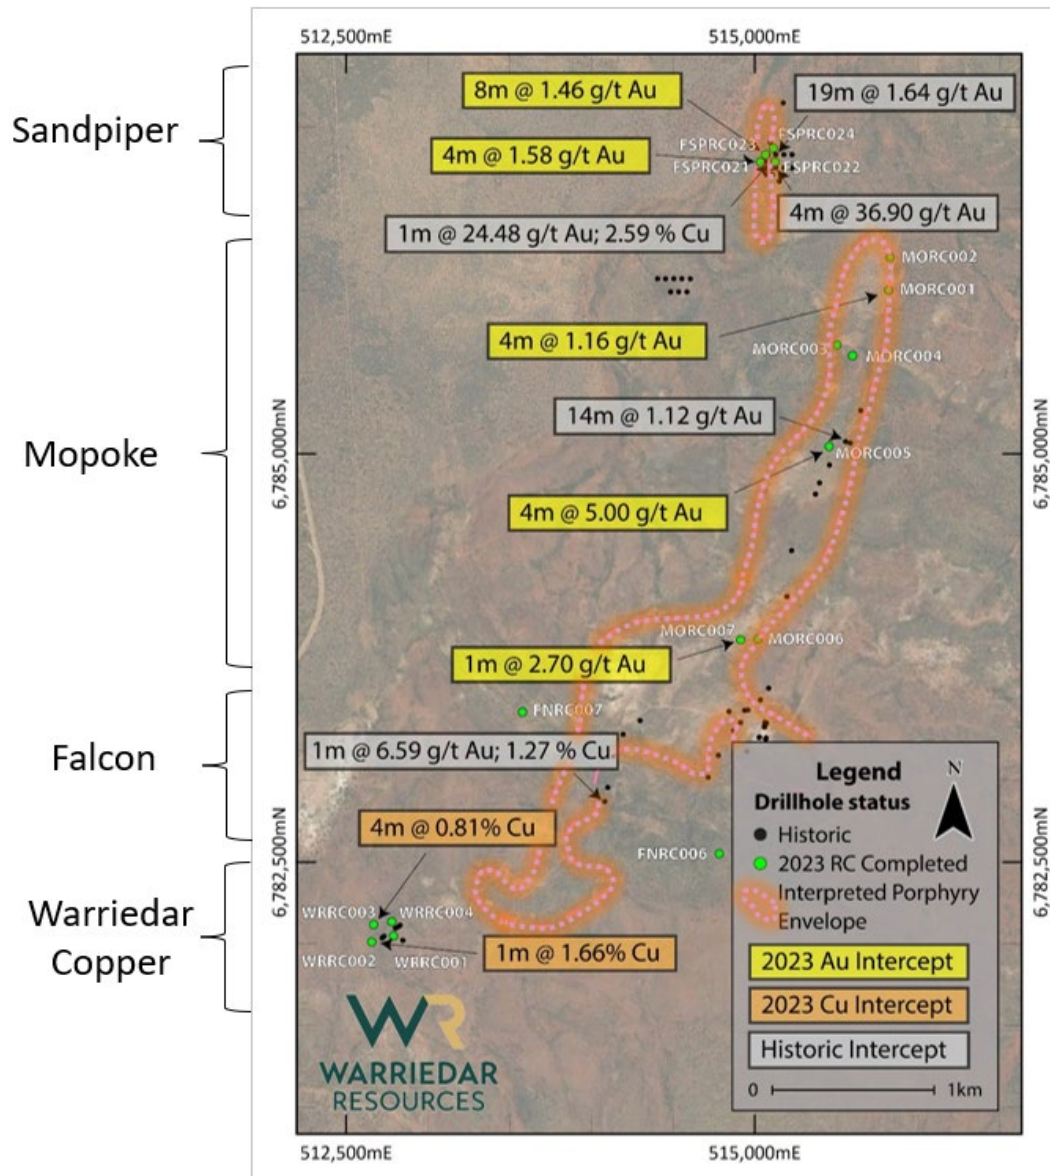 512,500mE
515,000mE
Sandpiper
8m @ 1.46 g/t Au
19m @ 1.64 g/t Au
FSPRC023
FSPRC024
4m @ 1.58 g/t Au
FSPRC021
FSPRC022
4m @ 36.90 g/t Au
1m @ 24.48 g/t Au; 2.59 % Cu
Mopoke
MORC002
MORC001
4m @ 1.16 g/t Au
MORC003
MORC004
14m @ 1.12 g/t Au
MORC005
6,785,000mN
6,785,000mN
4m @ 5.00 g/t Au
MORC007
MORC006
1m @ 2.70 g/t Au
Falcon
FNRC007
1m @ 6.59 g/t Au; 1.27 % Cu
4m @ 0.81% Cu
FNRC006
6,782,500mN
6,782,500mN
Warriedar
Copper
WRRC003
WRRC004
WRRC002
WRRC001
1m @ 1.66% Cu
Legend
N
Drillhole status
Historic
2023 RC Completed
Interpreted Porphyry
Envelope
2023 Au Intercept
2023 Cu Intercept
Historic Intercept
0
1km
WR
WARRIEDAR
RESOURCES
512,500mE
515,000mE